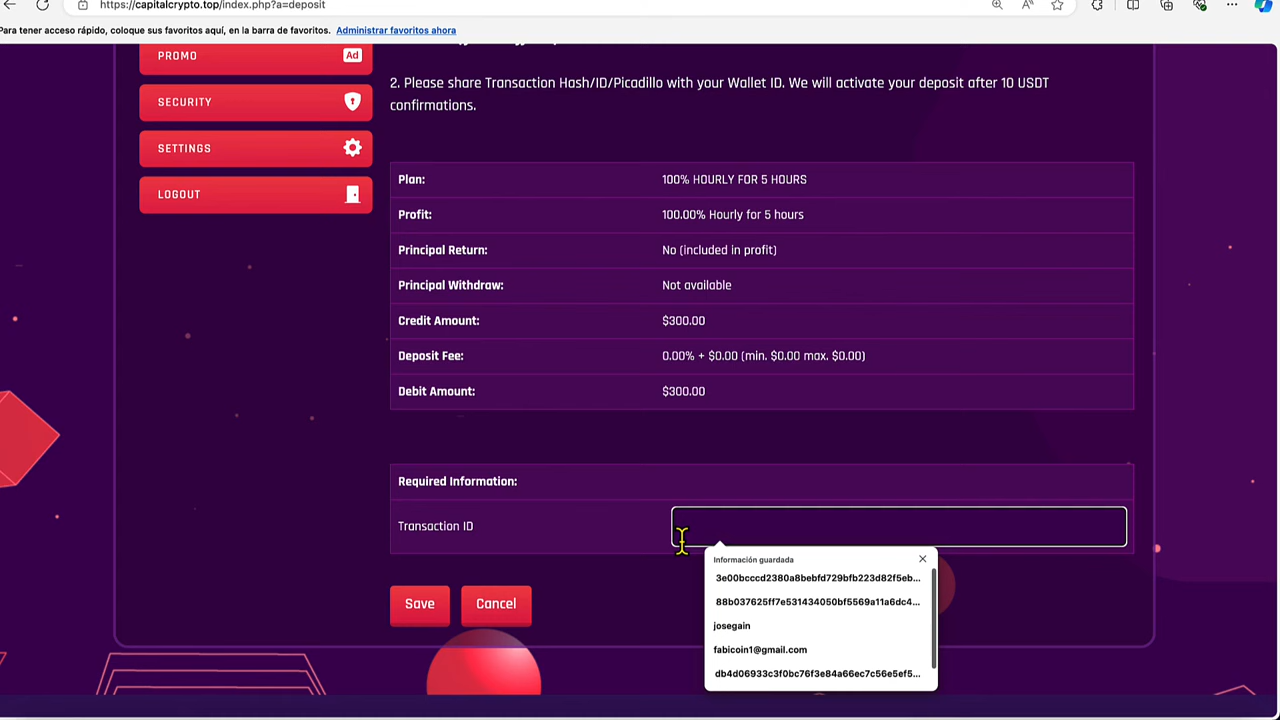 https://capitalcrypto.top/index.php?a=deposit
Para tener acceso rápido, coloque sus favoritos aquí, en la barra de favoritos. Administrar favoritos ahora
PROMO Ad
SECURITY
SETTINGS
LOGOUT
2. Please share Transaction Hash/ID/Picadillo with your Wallet ID. We will activate your deposit after 10 USDT
confirmations.
Plan: 100% HOURLY FOR 5 HOURS
Profit: 100.00% Hourly for 5 hours
Principal Return: No (included in profit)
Principal Withdraw: Not available
Credit Amount: $300.00
Deposit Fee: 0.00% + $0.00 (min. $0.00 max. $0.00)
Debit Amount: $300.00
Required Information:
Transaction ID
Información guardada
3e00bcccd2380a8bebfd729bfb223d82f5eb...
88b037625ff7e531434050bf5569a11a6dc4...
josegain
fabicoin1@gmail.com
db4d06933c3f0bc76f3e84a66ec7c56e5ef5...
Save Cancel